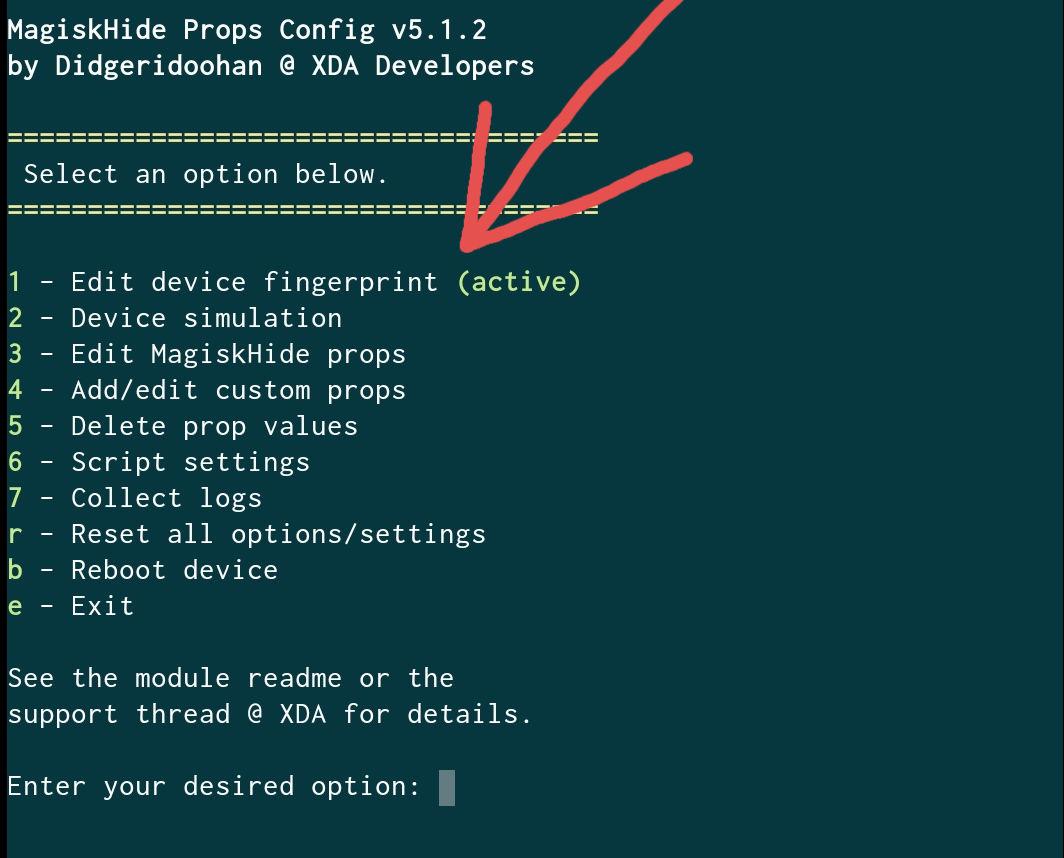 MagiskHide Props Config v5.1.2
by Didgeridoohan @ XDA Developers
=====================================
Select an option below.
=====================================
1 - Edit device fingerprint (active)
2 - Device simulation
3 - Edit MagiskHide props
4 - Add/edit custom props
5 - Delete prop values
6 - Script settings
7 - Collect logs
r - Reset all options/settings
b - Reboot device
e - Exit
See the module readme or the
support thread @ XDA for details.
Enter your desired option: